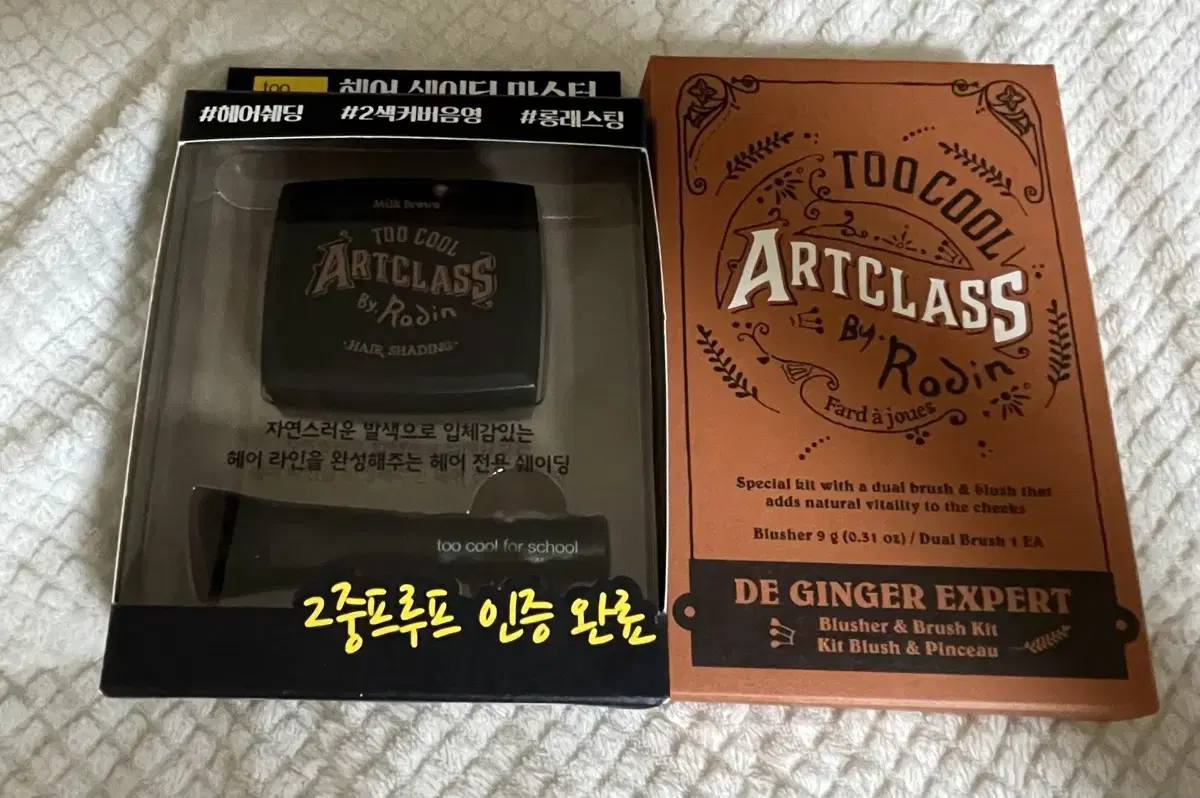 too
헤어 섀이딩 마스터
#헤어쉐딩 #2색커버음영 #롱래스팅
Milk Brown
TOO COOL
ARTCLASS
By. Rodin
·HAIR SHADING·
자연스러운 발색으로 입체감있는
헤어 라인을 완성해주는 헤어 전용 쉐이딩
too cool for school
2중프루프 인증 완료
TOO COOL
ARTCLASS
By. Rodin
Fard à joues
Special kit with a dual brush & blush that
adds natural vitality to the cheeks
Blusher 9 g (0.31 oz) / Dual Brush 1 EA
DE GINGER EXPERT
Blusher & Brush Kit
Kit Blush & Pinceau